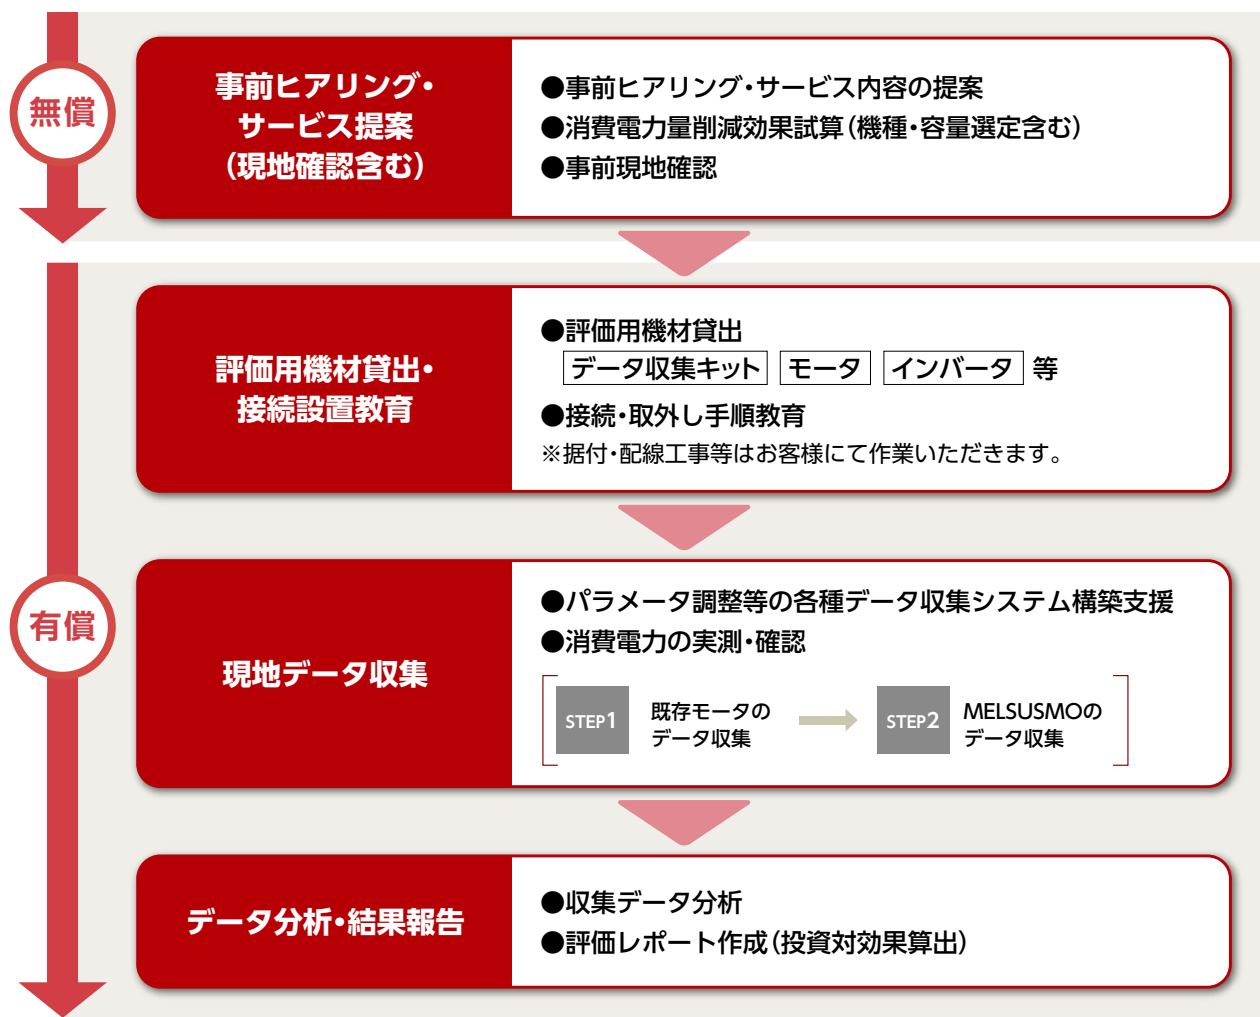 無償
事前ヒアリング・
サービス提案
（現地確認含む）
●事前ヒアリング・サービス内容の提案
●消費電力量削減効果試算（機種・容量選定含む）
●事前現地確認
評価用機材貸出・
接続設置教育
●評価用機材貸出
データ収集キット モータ インバータ 等
●接続・取外し手順教育
※据付・配線工事等はお客様にて作業いただきます。
有償
現地データ収集
●パラメータ調整等の各種データ収集システム構築支援
●消費電力の実測・確認
STEP1
既存モータの
データ収集
STEP2
MELSUSMOの
データ収集
データ分析・結果報告
●収集データ分析
●評価レポート作成（投資対効果算出）